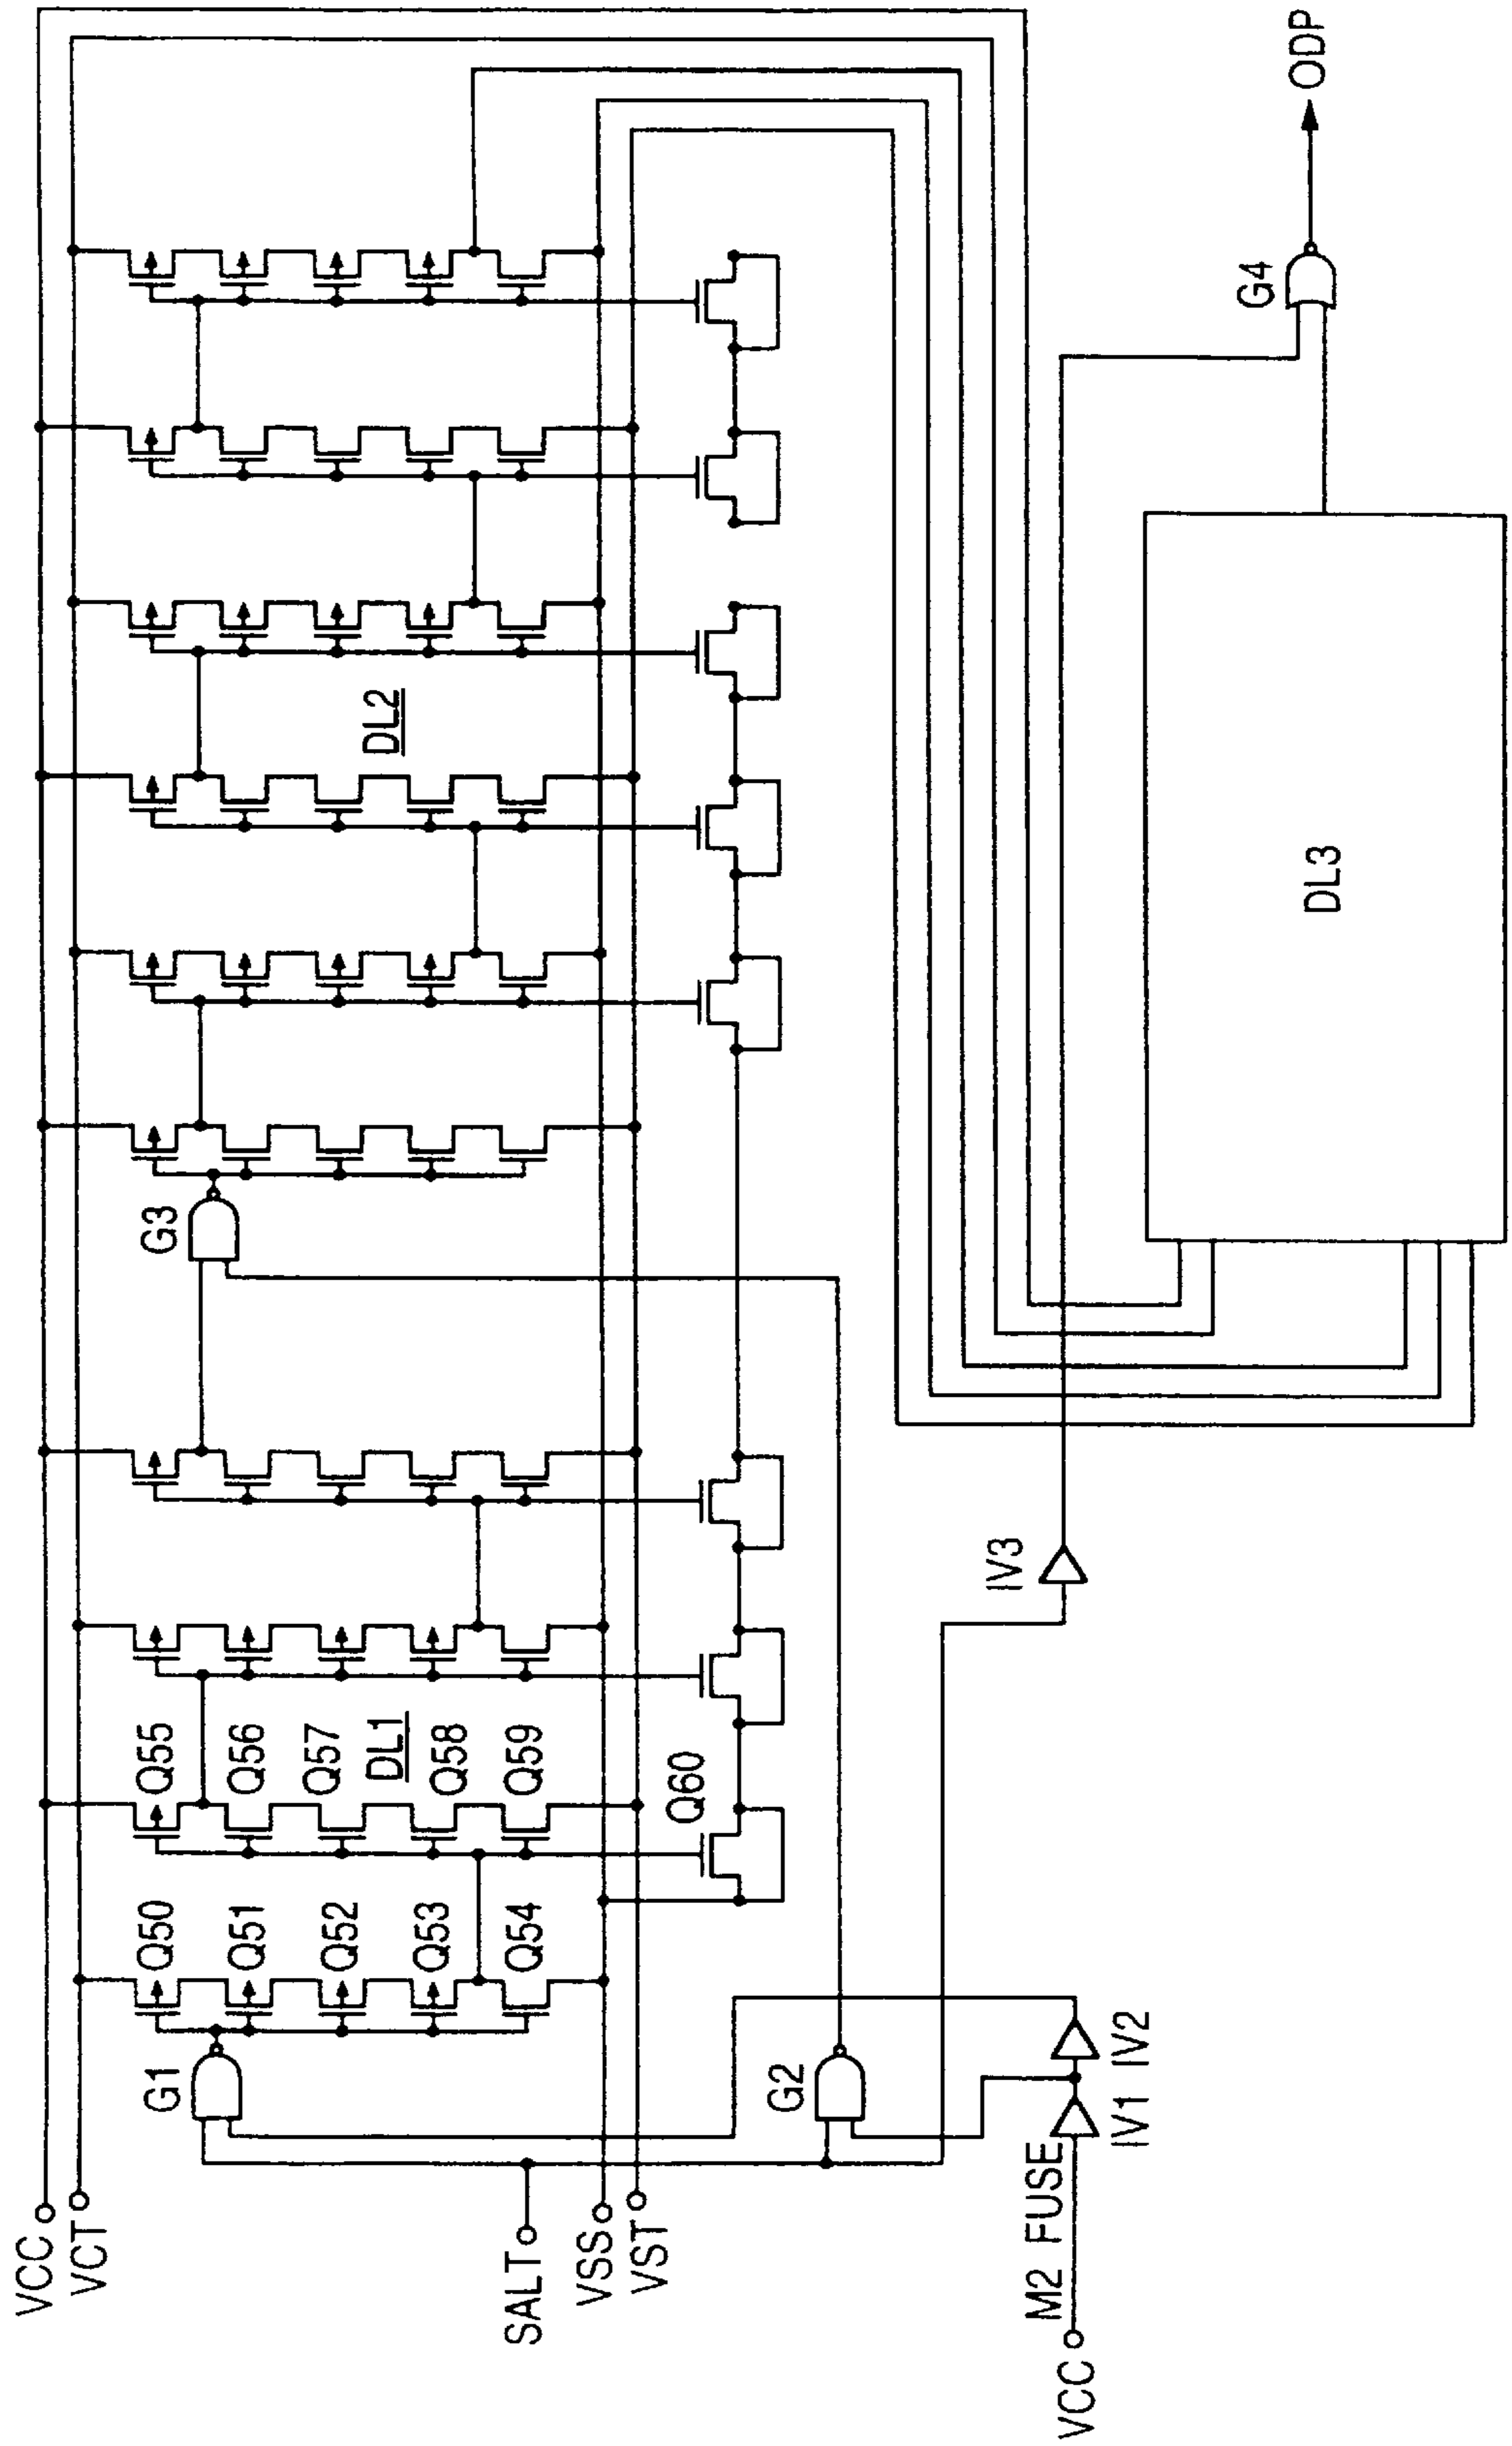 VCC
VCT
SALT
VSS
VST
VCC
M2 FUSE
IV1
IV2
G1
G2
Q50
Q51
Q52
Q53
Q54
Q55
Q56
Q57
DL1
Q58
Q59
Q60
IV3
G3
DL2
DL3
G4
ODP